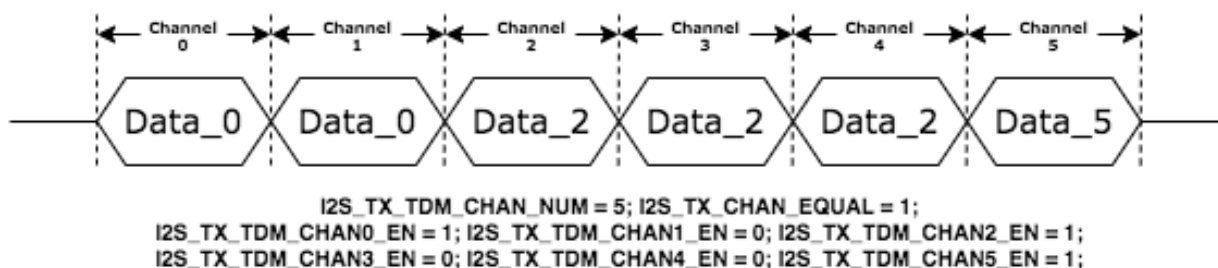 Channel 0 Channel 1 Channel 2 Channel 3 Channel 4 Channel 5
Data_0 Data_0 Data_2 Data_2 Data_2 Data_5
I2S_TX_TDM_CHAN_NUM = 5; I2S_TX_CHAN_EQUAL = 1;
I2S_TX_TDM_CHAN0_EN = 1; I2S_TX_TDM_CHAN1_EN = 0; I2S_TX_TDM_CHAN2_EN = 1;
I2S_TX_TDM_CHAN3_EN = 0; I2S_TX_TDM_CHAN4_EN = 0; I2S_TX_TDM_CHAN5_EN = 1;